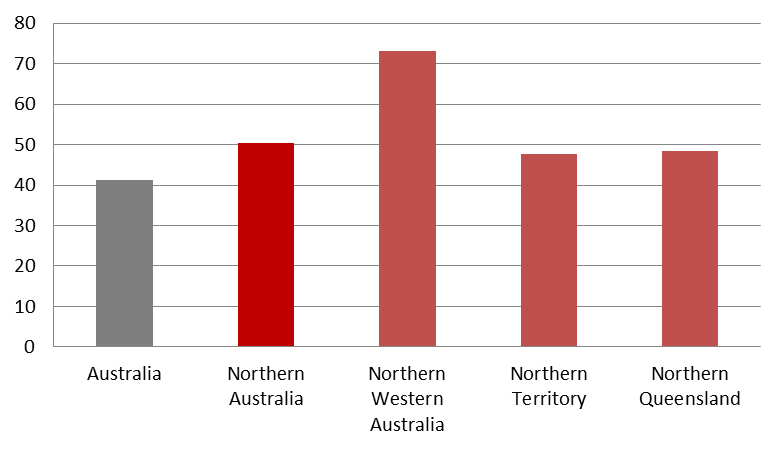 80
70
60
50
40
30
20
10
0
Australia
Northern
Australia
Northern
Western
Australia
Northern
Territory
Northern
Queensland